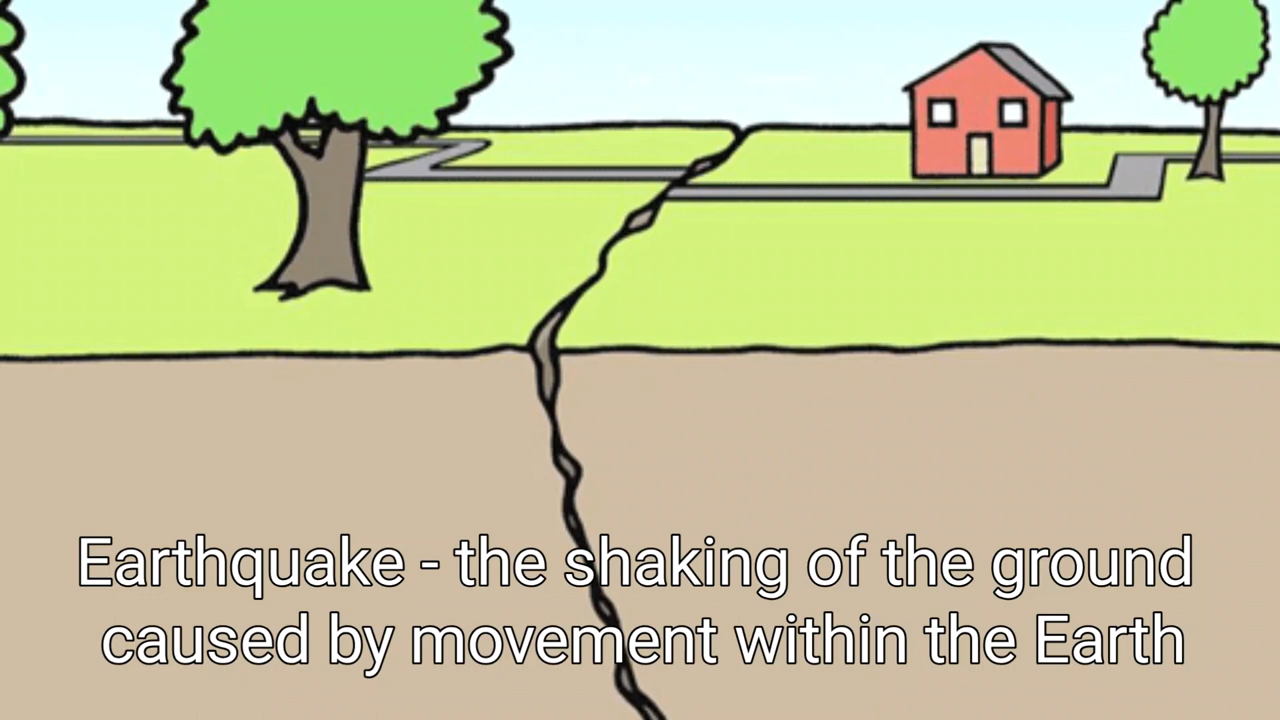 Earthquake - the shaking of the ground
caused by movement within the Earth